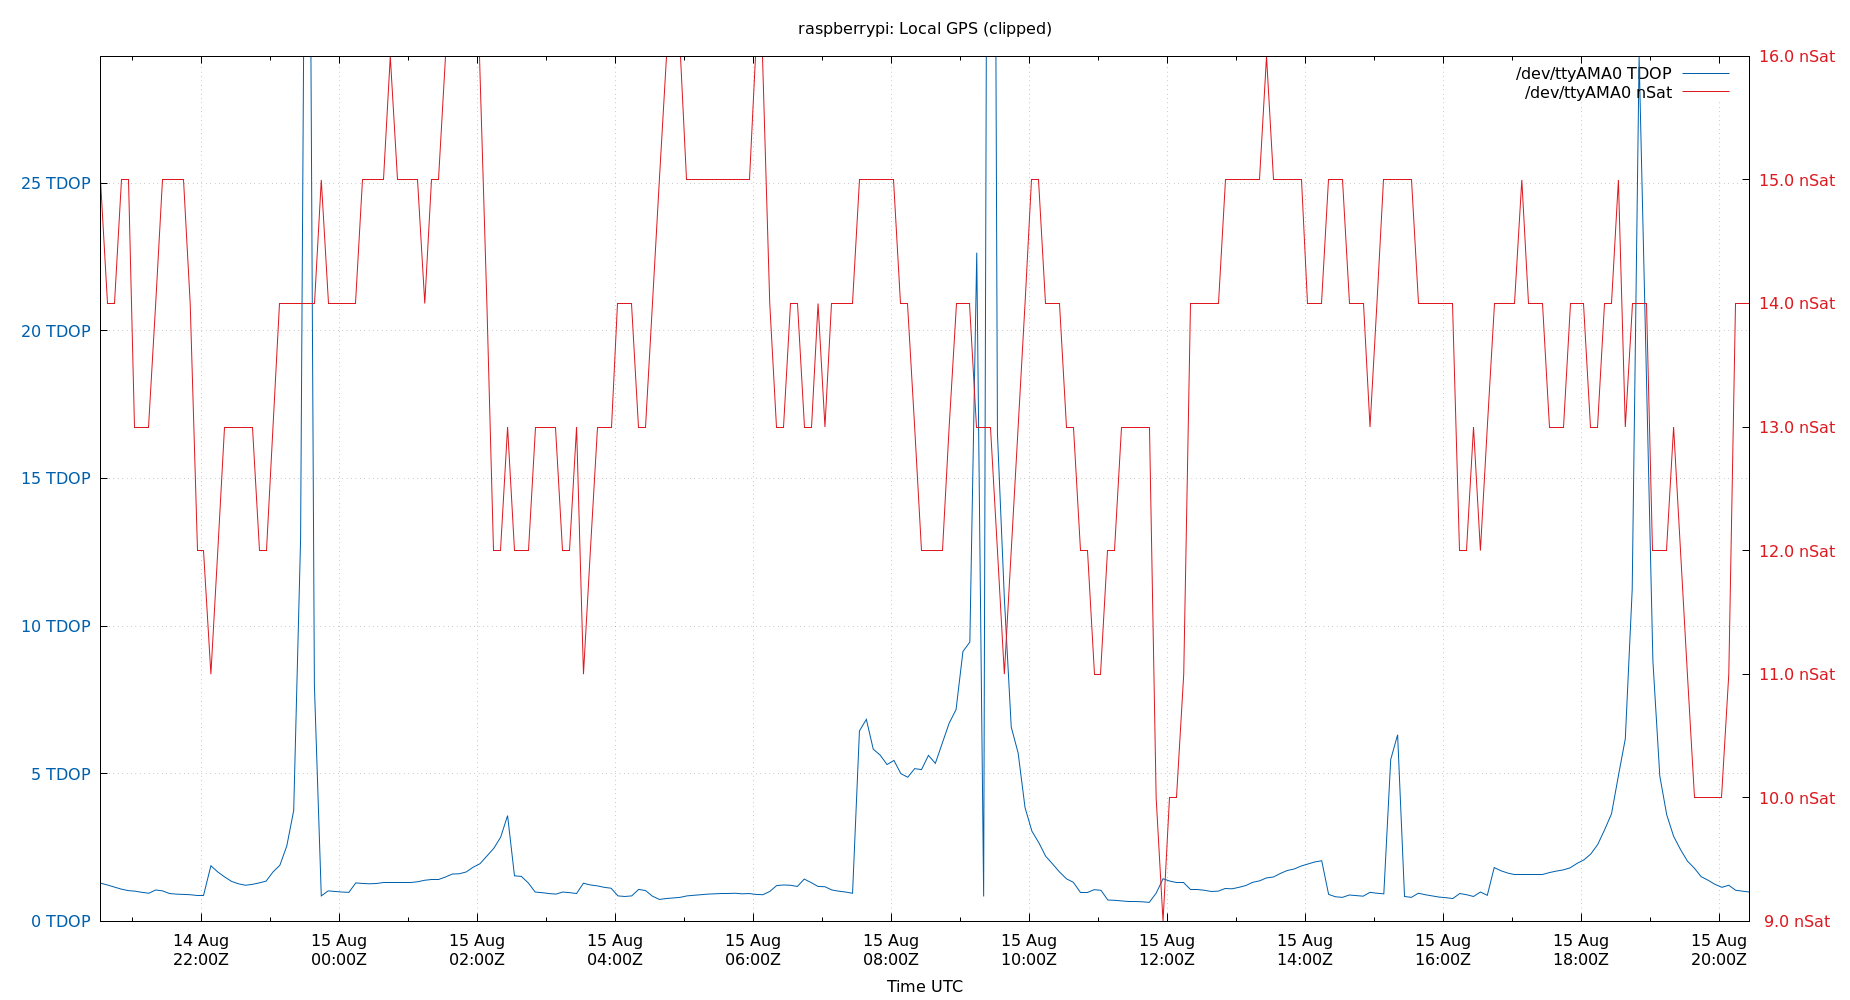 raspberrypi: Local GPS (clipped)
16.0 nSat
/dev/ttyAMA0 TDOP
/dev/ttyAMA0 nSat
25 TDOP
15.0 nSat
14.0 nSat
20 TDOP
13.0 nSat
15 TDOP
12.0 nSat
10 TDOP
11.0 nSat
5 TDOP
10.0 nSat
0 TDOP
9.0 nSat
14 Aug 15 Aug 15 Aug 15 Aug 15 Aug 15 Aug 15 Aug 15 Aug 15 Aug 15 Aug 15 Aug 15 Aug
22:00Z 00:00Z 02:00Z 04:00Z 06:00Z 08:00Z 10:00Z 12:00Z 14:00Z 16:00Z 18:00Z 20:00Z
Time UTC